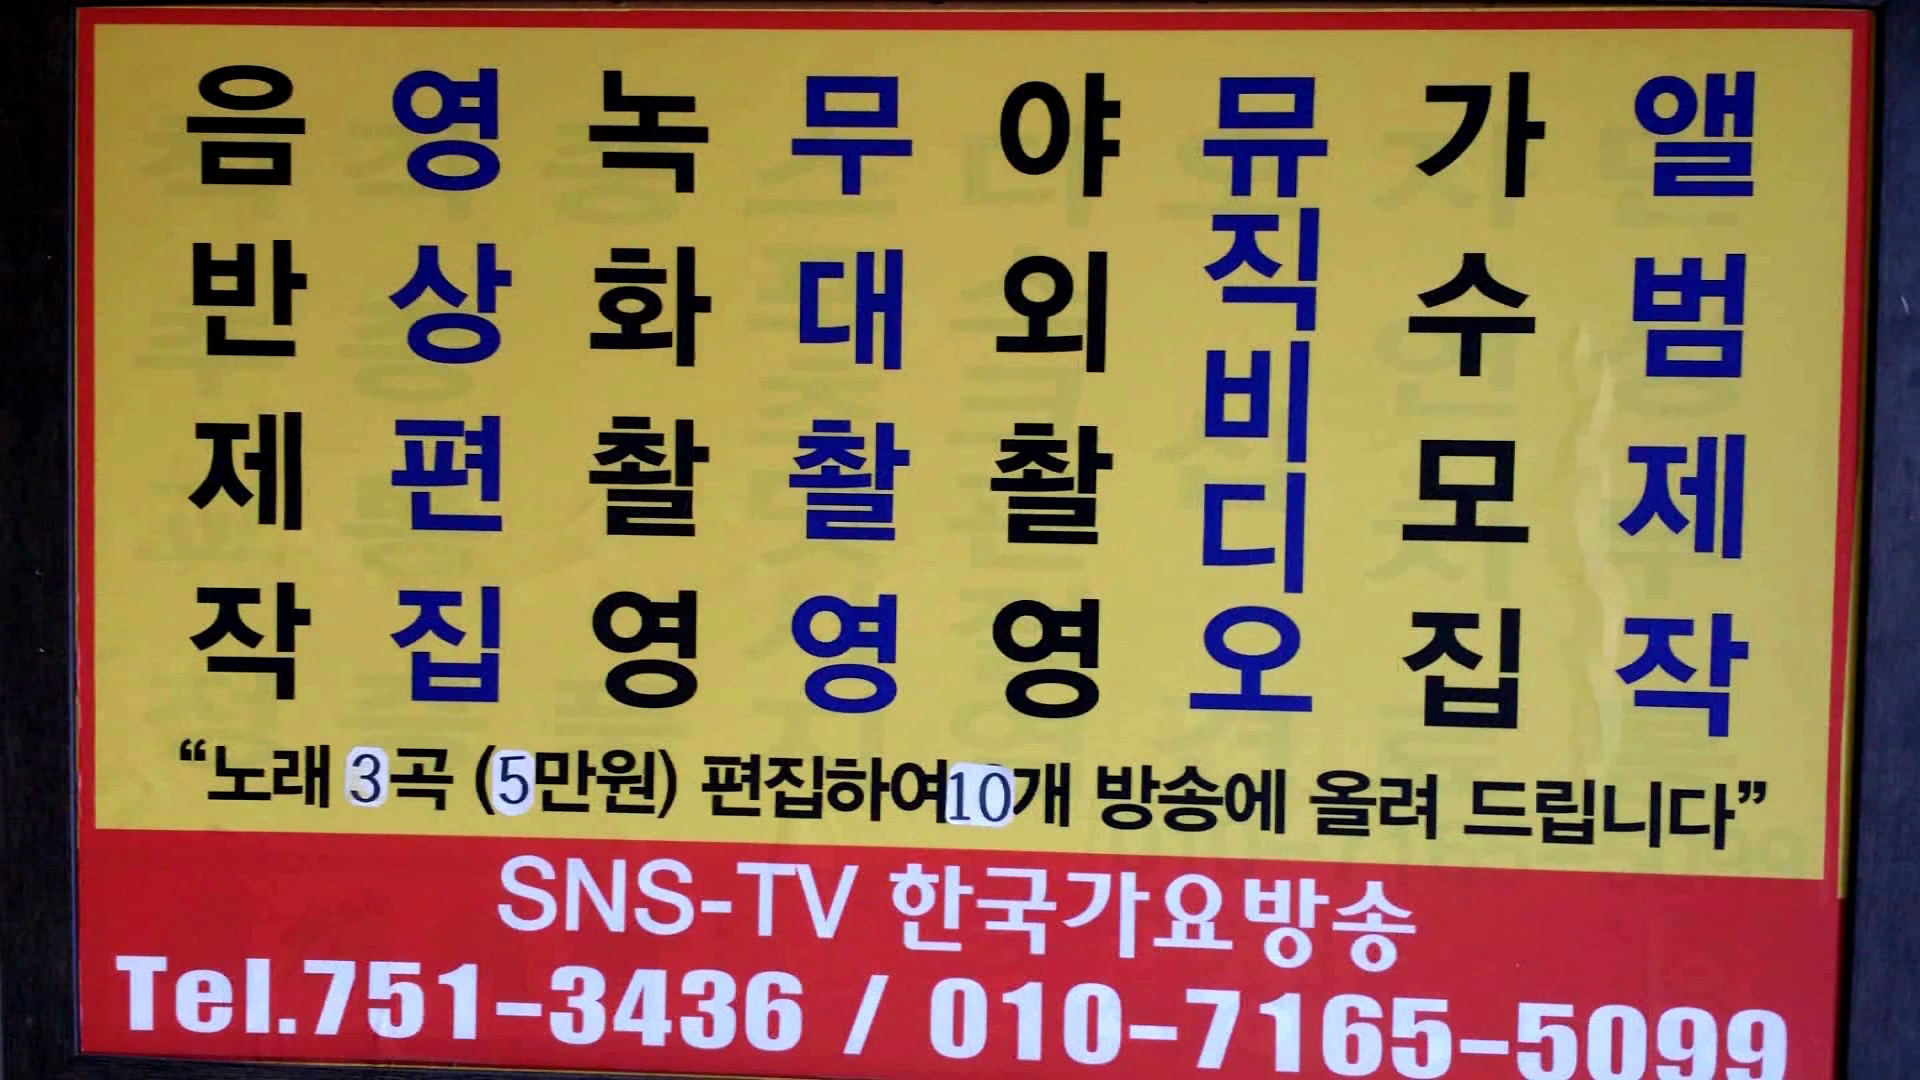 음반제작
영상편집
녹화촬영
무대촬영
야외촬영
뮤직비디오
가수모집
앨범제작
“노래 3곡 (5만원) 편집하여10개 방송에 올려 드립니다”
SNS-TV 한국가요방송
Tel.751-3436 / 010-7165-5099